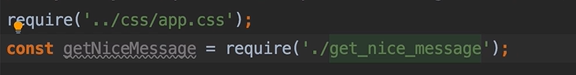 require('../css/app.css');
const getNiceMessage = require('./get_nice_message');